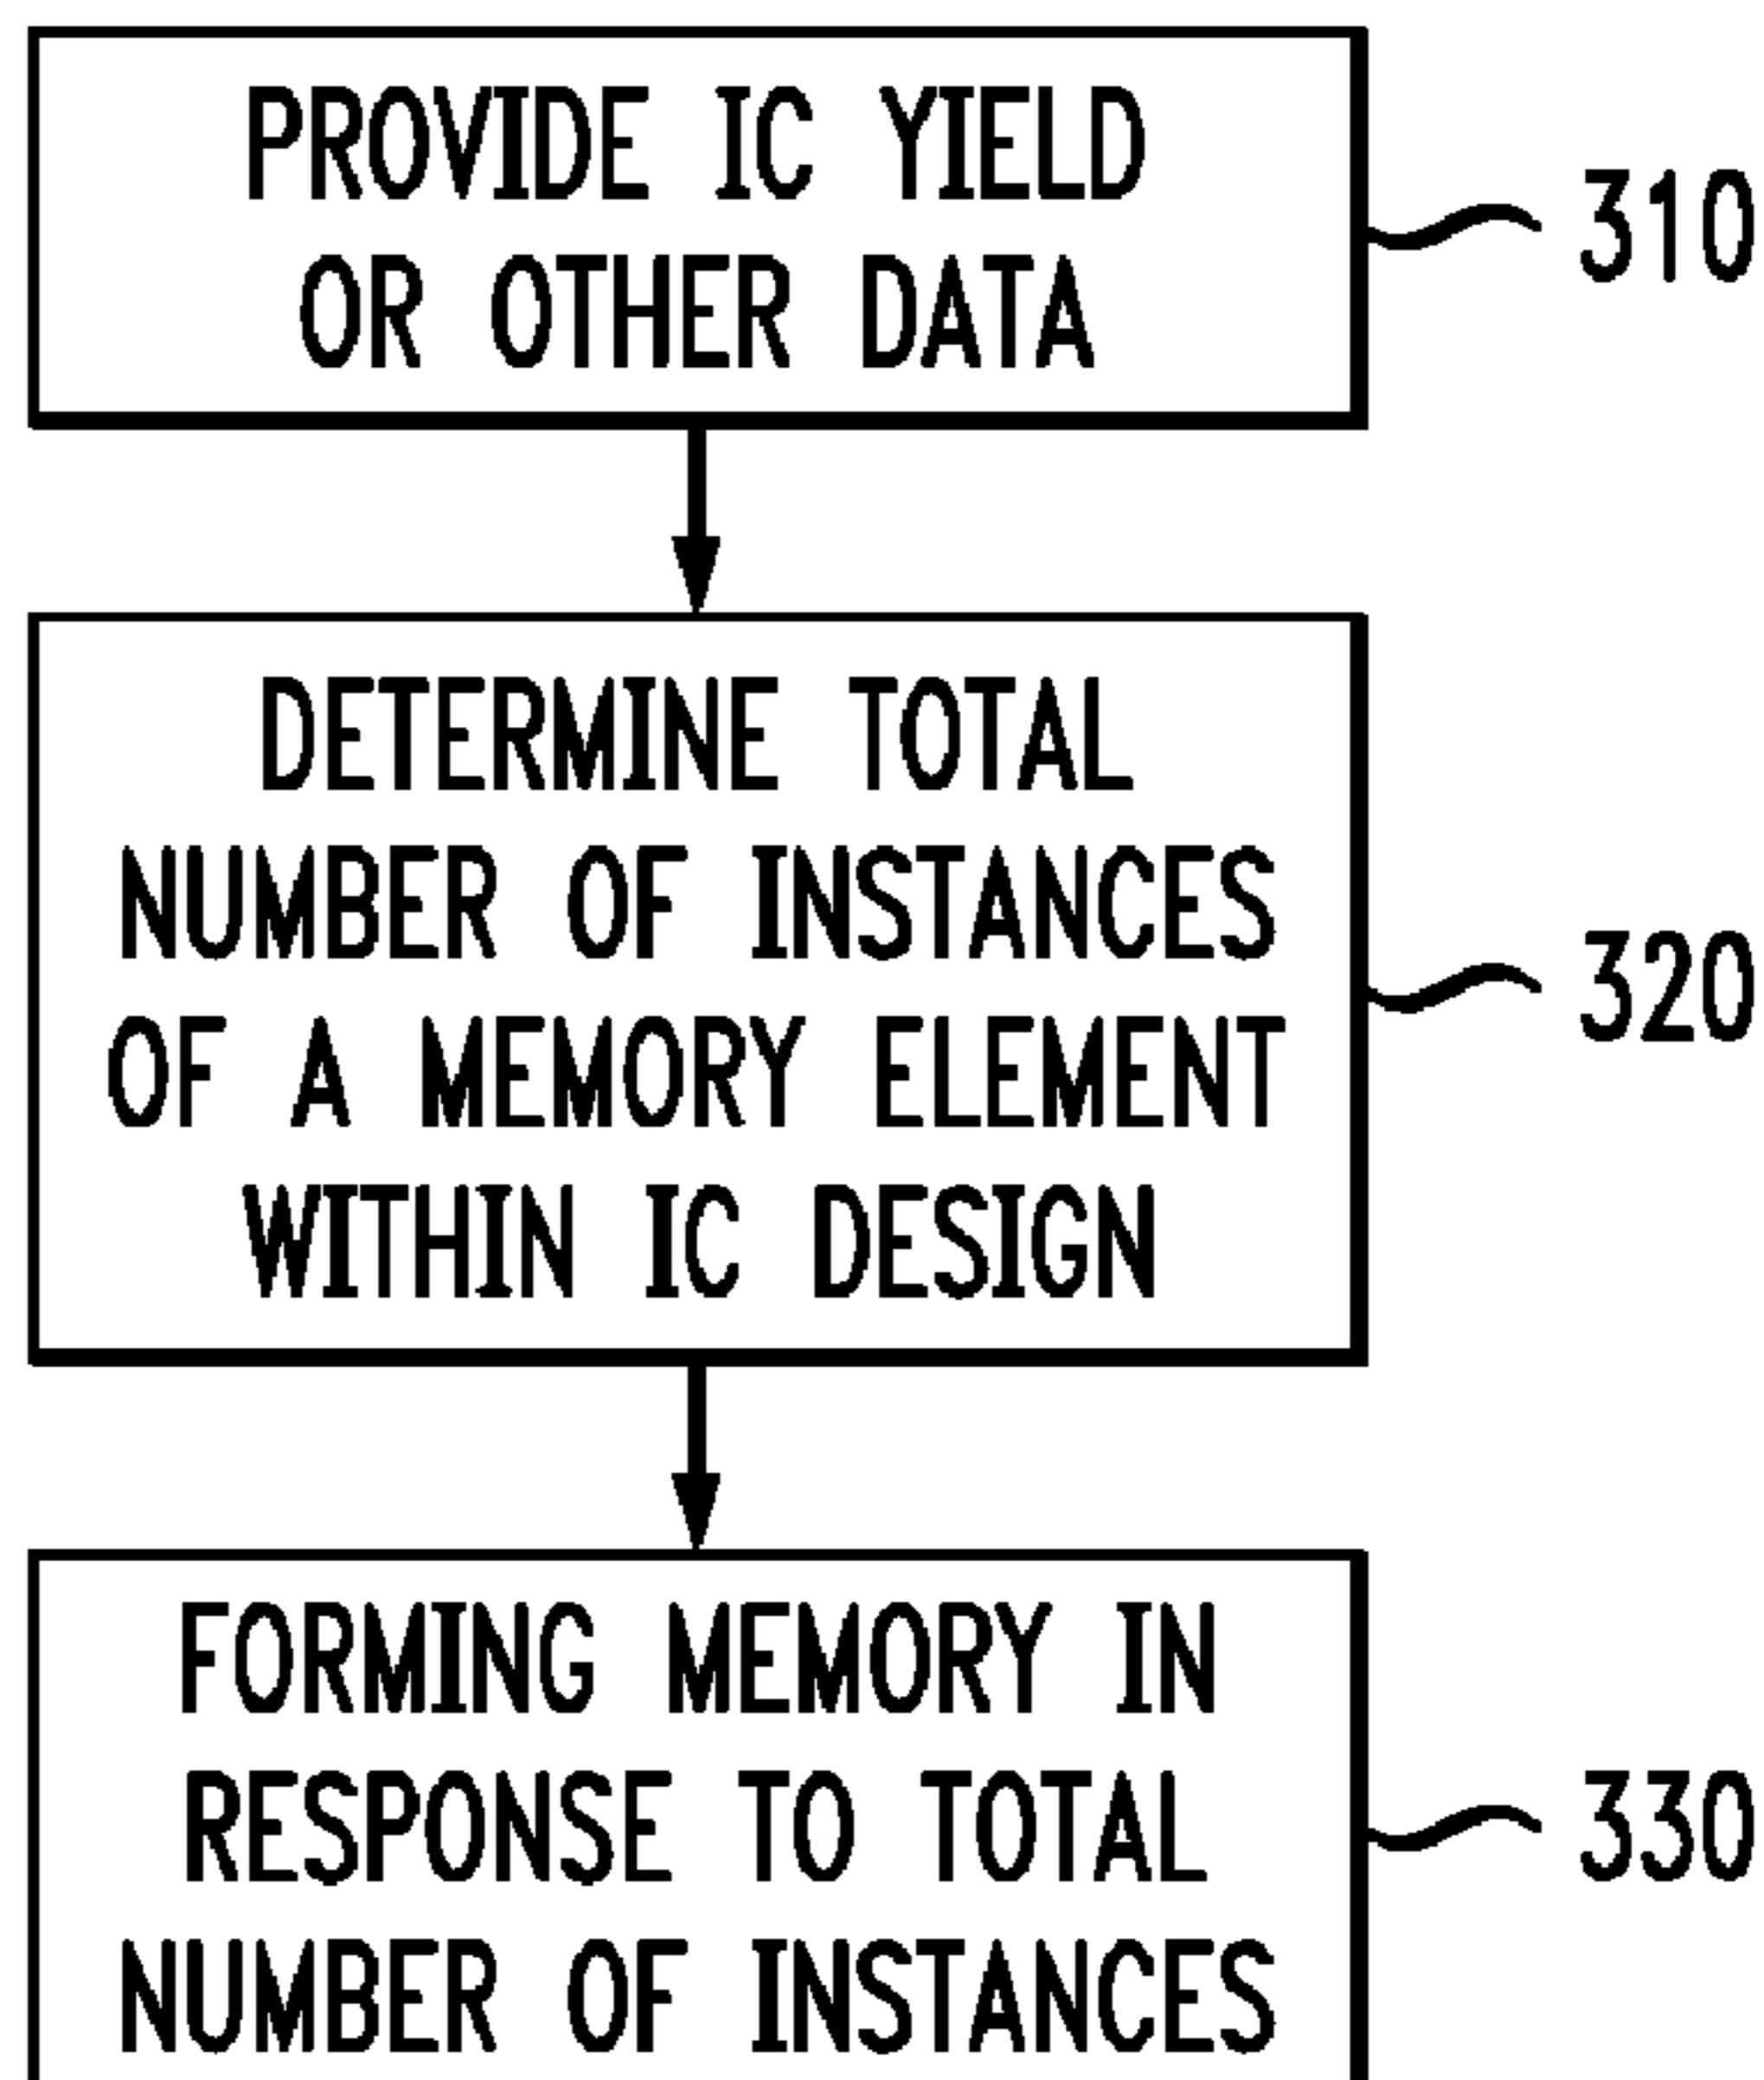 PROVIDE IC YIELD
OR OTHER DATA
310
DETERMINE TOTAL
NUMBER OF INSTANCES
OF A MEMORY ELEMENT
WITHIN IC DESIGN
320
FORMING MEMORY IN
RESPONSE TO TOTAL
NUMBER OF INSTANCES
330